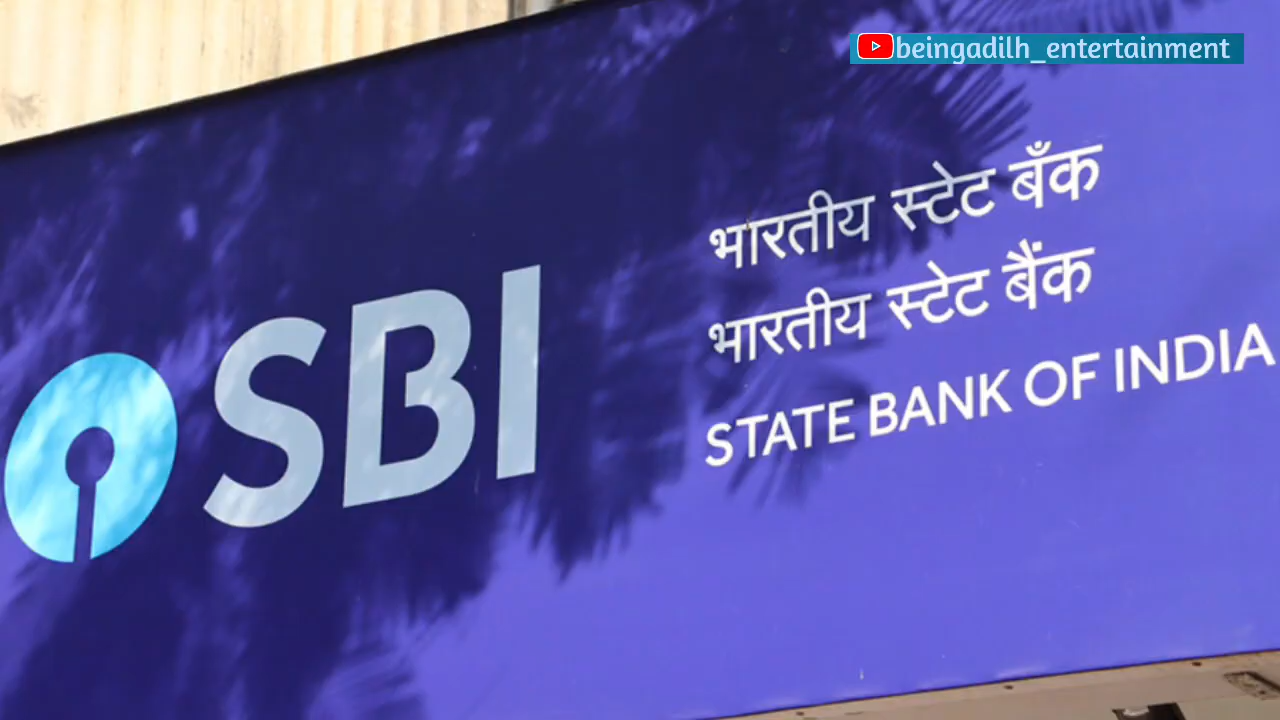 beingadilh_entertainment
भारतीय स्टेट बँक
भारतीय स्टेट बैंक
SBI
STATE BANK OF INDIA